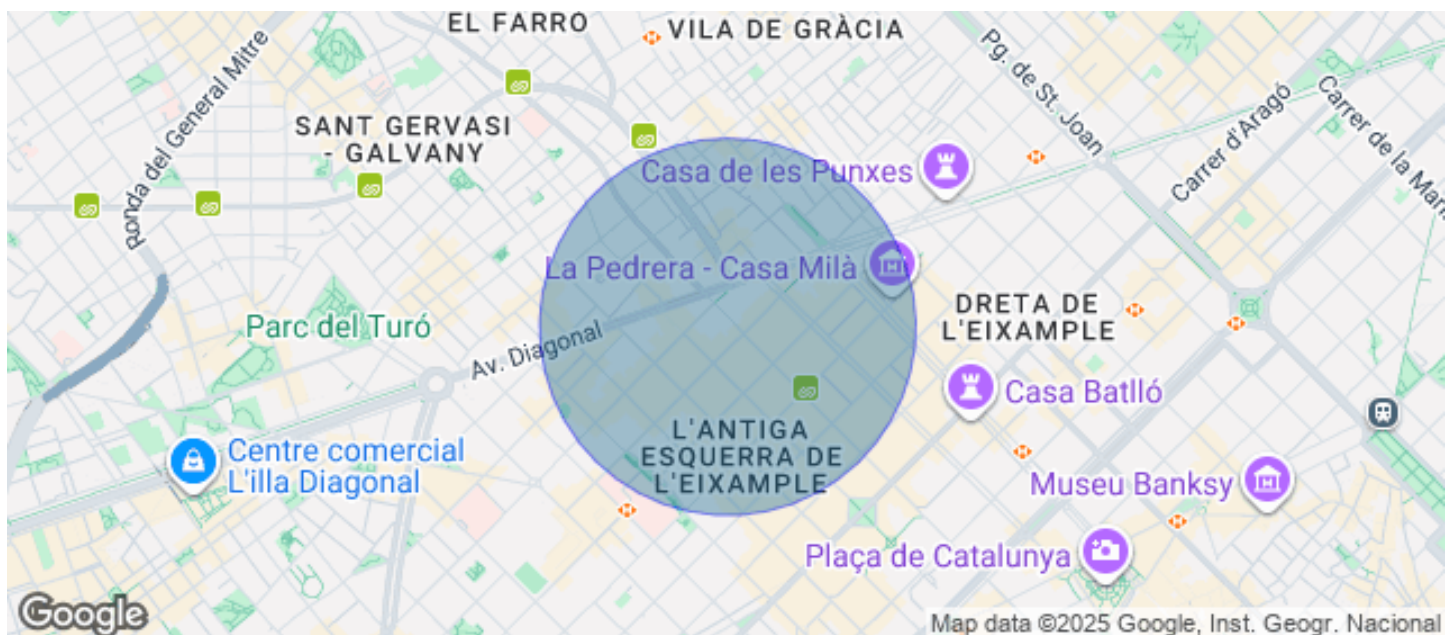 EL FARRÓ
VILA DE GRÀCIA
Ronda del General Mitre
SANT GERVASI
- GALVANY
Pg. de St. Joan
Carrer d'Aragó
Carrer de la Mari
Casa de les Punxes
La Pedrera - Casa Milà
DRETA DE
L'EIXAMPLE
Parc del Turó
Av. Diagonal
Casa Batlló
L'ANTIGA
ESQUERRA DE
L'EIXAMPLE
Centre comercial
L'illa Diagonal
Museu Banksy
Plaça de Catalunya
Google
Map data ©2025 Google, Inst. Geogr. Nacional